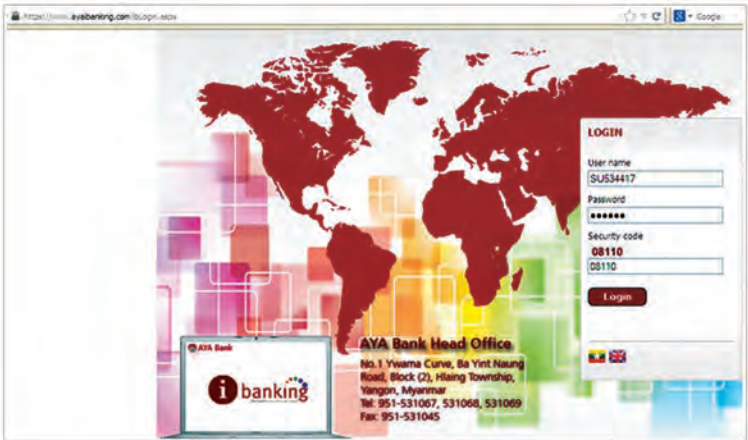 https://www.ayaibanking.com/ibLogin.aspx
Google
LOGIN
User name
SU534417
Password
••••••
Security code
08110
08110
Login
AYA Bank
i banking
AYA Bank Head Office
No.1 Ywama Curve, Ba Yint Naung
Road, Block (2), Hlaing Township,
Yangon, Myanmar
Tel: 951-531067, 531068, 531069
Fax: 951-531045